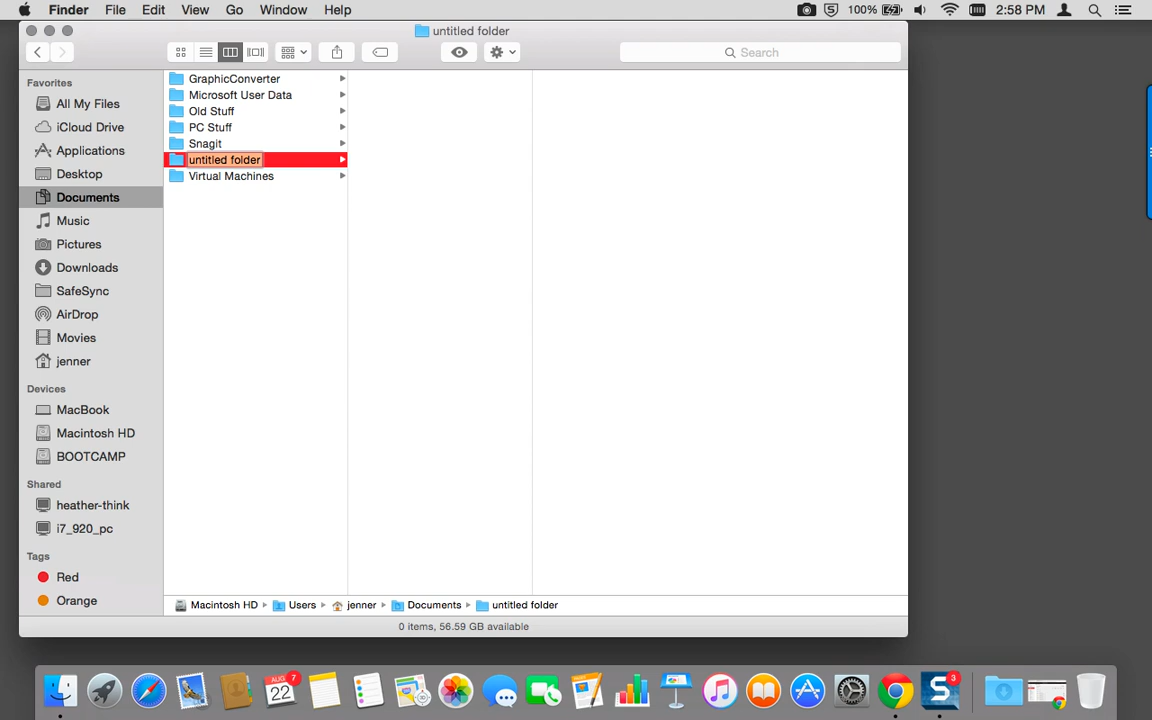 Finder File Edit View Go Window Help 100% 2:58 PM
untitled folder
Search
Favorites
All My Files
iCloud Drive
Applications
Desktop
Documents
Music
Pictures
Downloads
SafeSync
AirDrop
Movies
jenner
Devices
MacBook
Macintosh HD
BOOTCAMP
Shared
heather-think
i7_920_pc
Tags
Red
Orange
GraphicConverter
Microsoft User Data
Old Stuff
PC Stuff
Snagit
untitled folder
Virtual Machines
Macintosh HD Users jenner Documents untitled folder
0 items, 56.59 GB available
AUG 22 7
S 3